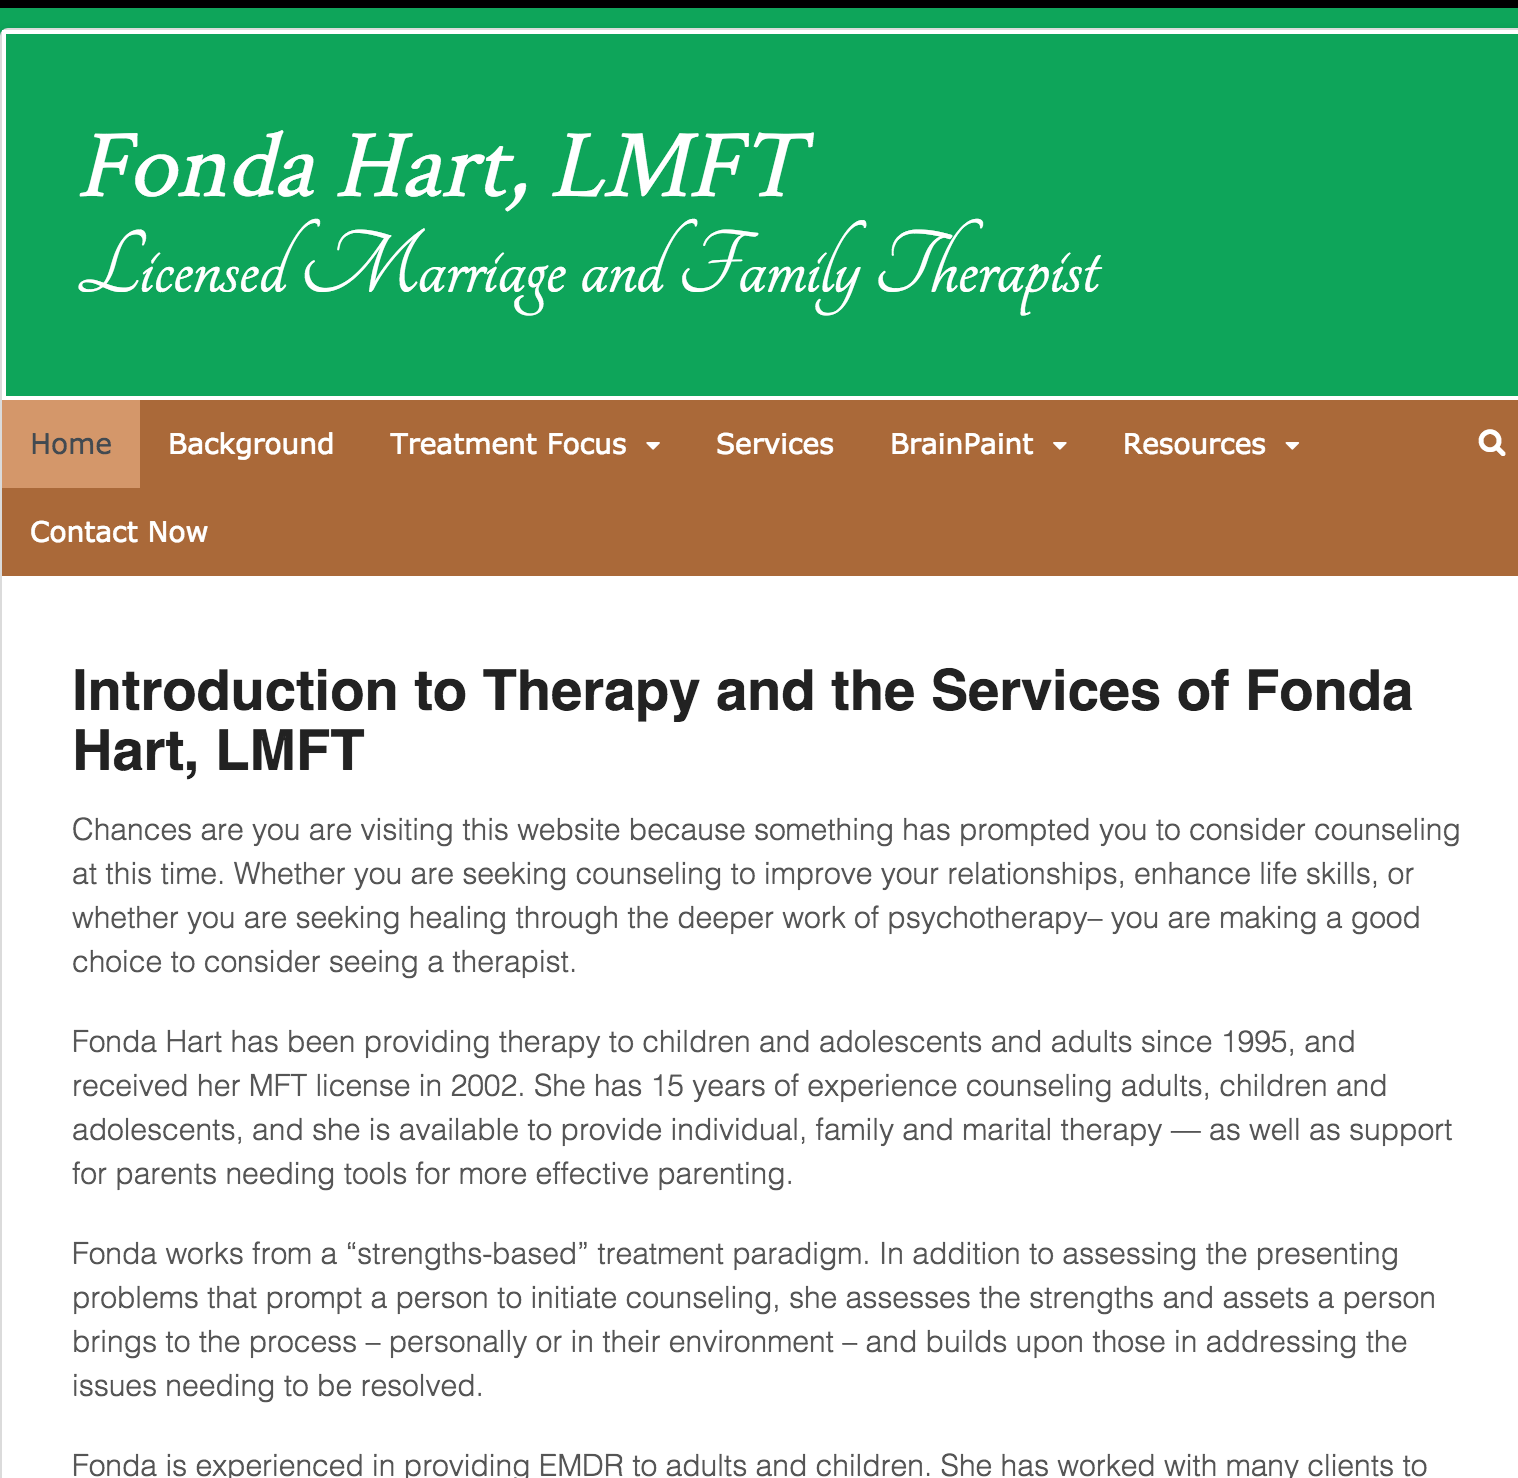 Fonda Hart, LMFT
Licensed Marriage and Family Therapist
Home Background Treatment Focus Services BrainPaint Resources
Contact Now
Introduction to Therapy and the Services of Fonda
Hart, LMFT
Chances are you are visiting this website because something has prompted you to consider counseling
at this time. Whether you are seeking counseling to improve your relationships, enhance life skills, or
whether you are seeking healing through the deeper work of psychotherapy– you are making a good
choice to consider seeing a therapist.
Fonda Hart has been providing therapy to children and adolescents and adults since 1995, and
received her MFT license in 2002. She has 15 years of experience counseling adults, children and
adolescents, and she is available to provide individual, family and marital therapy — as well as support
for parents needing tools for more effective parenting.
Fonda works from a “strengths-based” treatment paradigm. In addition to assessing the presenting
problems that prompt a person to initiate counseling, she assesses the strengths and assets a person
brings to the process – personally or in their environment – and builds upon those in addressing the
issues needing to be resolved.
Fonda is experienced in providing EMDR to adults and children. She has worked with many clients to